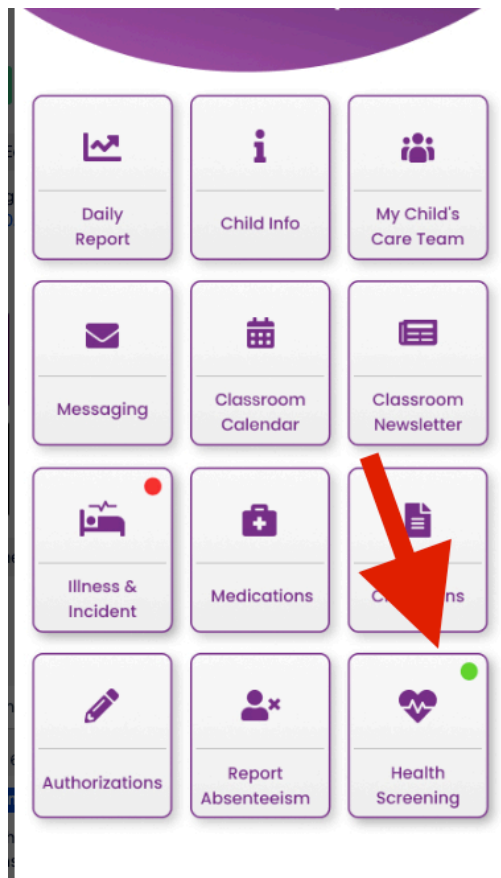 Daily
Report
Child Info
My Child's
Care Team
Messaging
Classroom
Calendar
Classroom
Newsletter
Illness &
Incident
Medications
Authorizations
Report
Absenteeism
Health
Screening